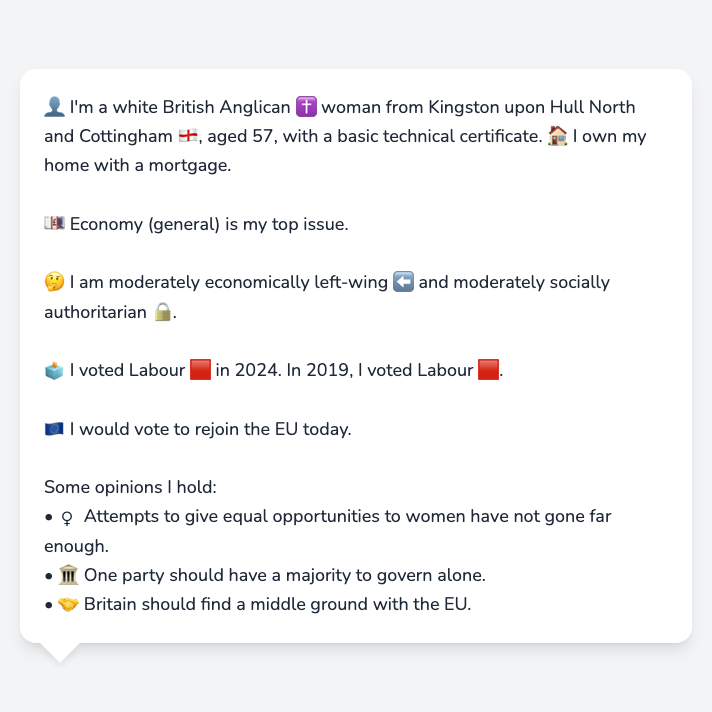 👤 I'm a white British Anglican ✝️ woman from Kingston upon Hull North
and Cottingham 🏴󠁧󠁢󠁥󠁮󠁧󠁿, aged 57, with a basic technical certificate. 🏠 I own my
home with a mortgage.
💷 Economy (general) is my top issue.
🤔 I am moderately economically left-wing ⬅️ and moderately socially
authoritarian 🔒.
🗳️ I voted Labour 🟥 in 2024. In 2019, I voted Labour 🟥.
🇪🇺 I would vote to rejoin the EU today.
Some opinions I hold:
• ♀️ Attempts to give equal opportunities to women have not gone far
enough.
• 🏛️ One party should have a majority to govern alone.
• 🤝 Britain should find a middle ground with the EU.